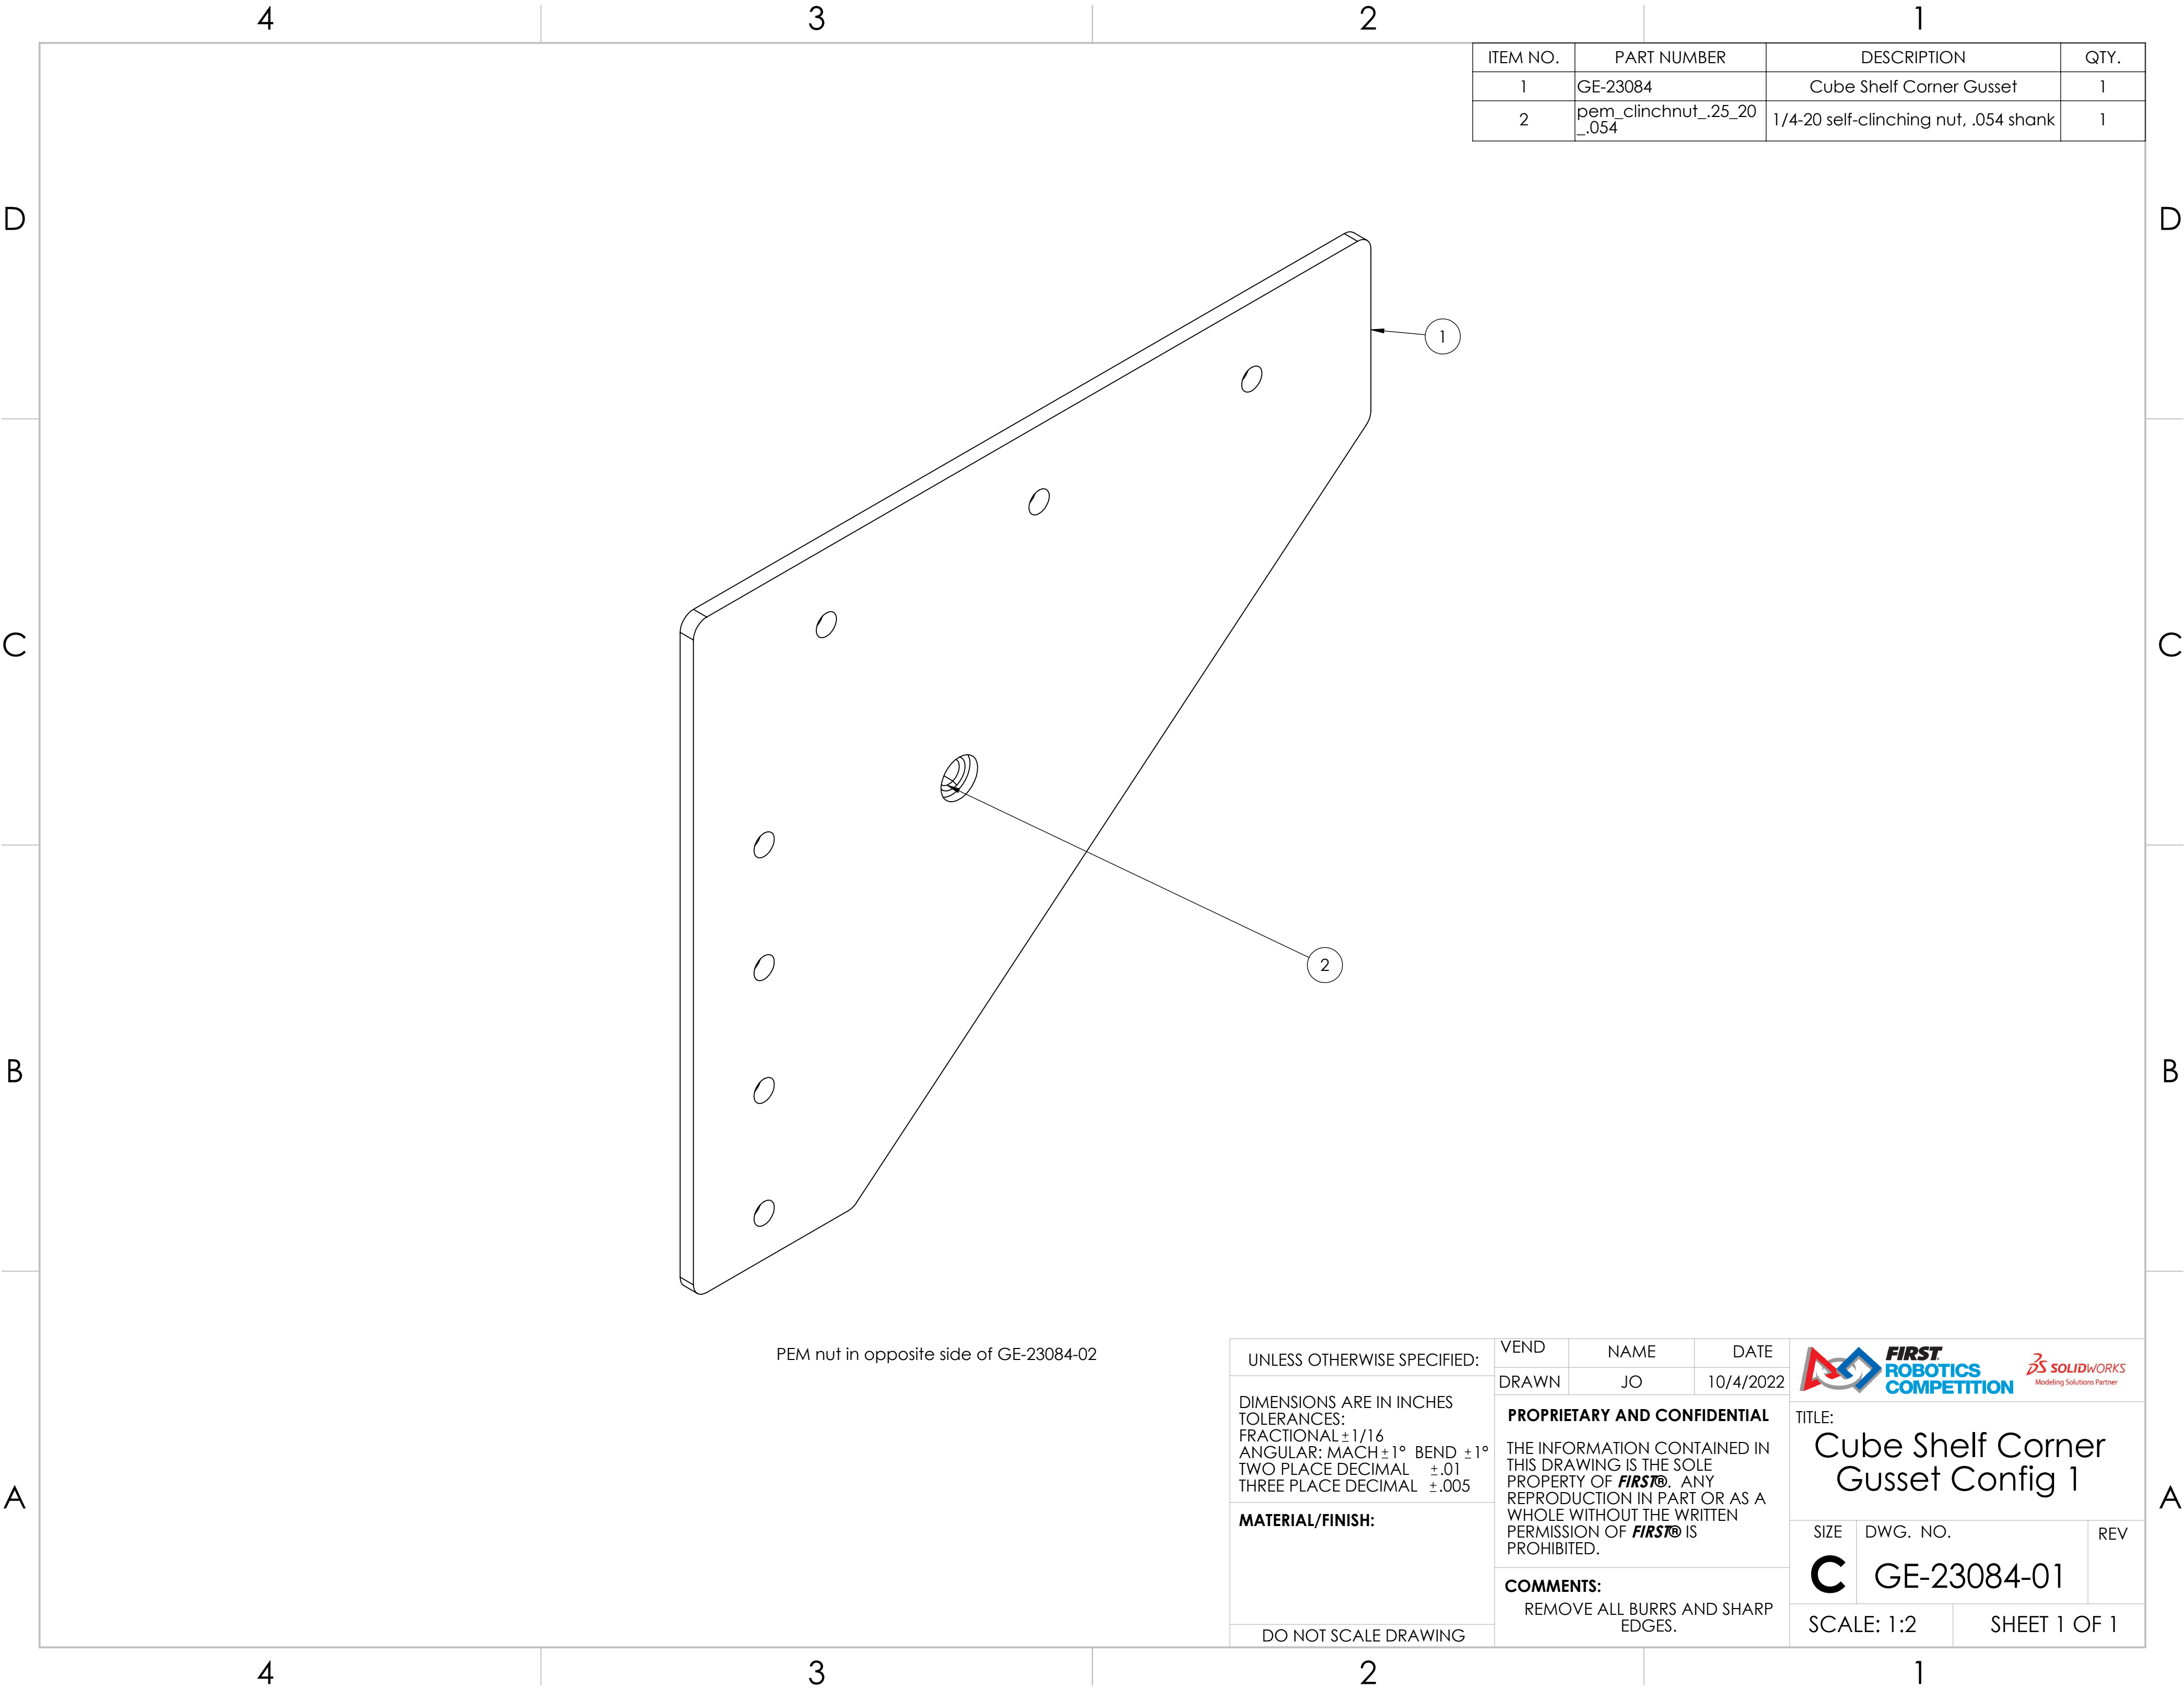 4 3 2 1
ITEM NO. PART NUMBER DESCRIPTION QTY.
1 GE-23084 Cube Shelf Corner Gusset 1
2 pem_clinchnut_.25_20
_.054 1/4-20 self-clinching nut, .054 shank 1
D D
1
C C
2
B B
PEM nut in opposite side of GE-23084-02
UNLESS OTHERWISE SPECIFIED:
DIMENSIONS ARE IN INCHES
TOLERANCES:
FRACTIONAL±1/16
ANGULAR: MACH±1° BEND ±1°
TWO PLACE DECIMAL ±.01
THREE PLACE DECIMAL ±.005
MATERIAL/FINISH:
DO NOT SCALE DRAWING
VEND NAME DATE
DRAWN JO 10/4/2022
PROPRIETARY AND CONFIDENTIAL
THE INFORMATION CONTAINED IN
THIS DRAWING IS THE SOLE
PROPERTY OF FIRST®. ANY
REPRODUCTION IN PART OR AS A
WHOLE WITHOUT THE WRITTEN
PERMISSION OF FIRST® IS
PROHIBITED.
COMMENTS:
REMOVE ALL BURRS AND SHARP
EDGES.
FIRST
ROBOTICS
COMPETITION
SOLIDWORKS
Modeling Solutions Partner
TITLE:
Cube Shelf Corner
Gusset Config 1
SIZE DWG. NO. REV
C GE-23084-01
SCALE: 1:2 SHEET 1 OF 1
A A
4 3 2 1